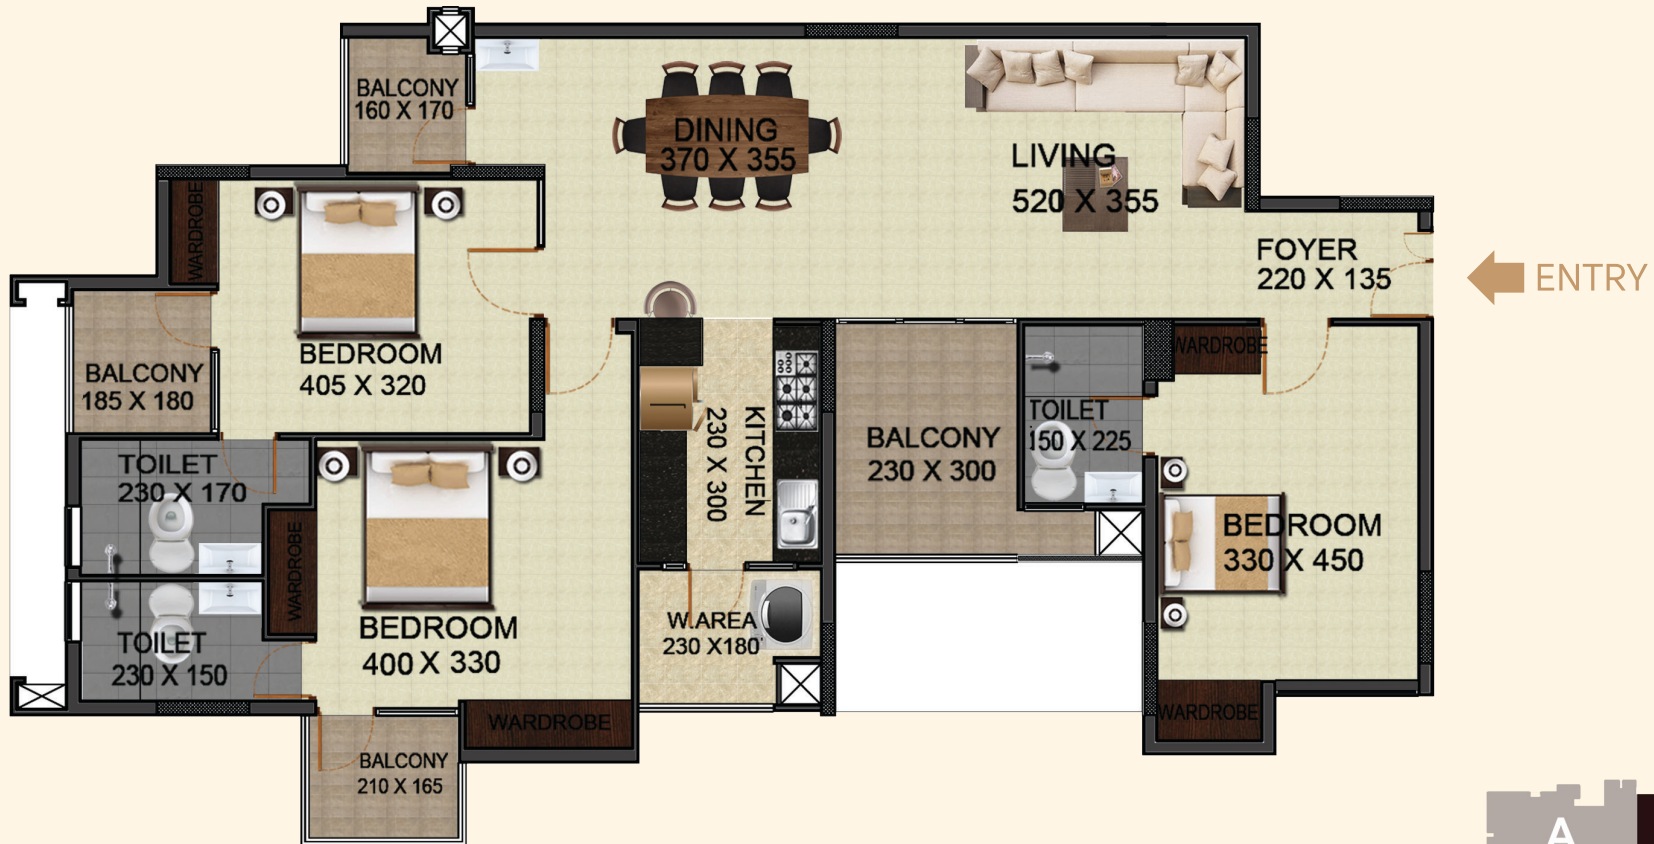 BALCONY
160 X 170
DINING
370 X 355
LIVING
520 X 355
WARDROBE
FOYER
220 X 135
ENTRY
BEDROOM
405 X 320
BALCONY
185 X 180
WARDROBE
KITCHEN
230 X 300
BALCONY
230 X 300
TOILET
150 X 225
TOILET
230 X 170
WARDROBE
BEDROOM
330 X 450
BEDROOM
400 X 330
W.AREA
230 X180
TOILET
230 X 150
WARDROBE
WARDROBE
BALCONY
210 X 165
A